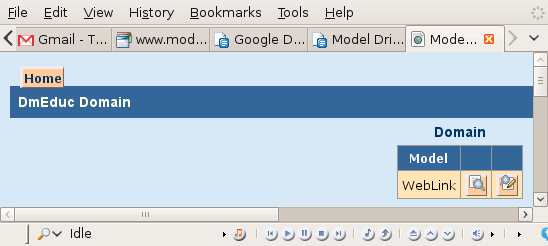 File Edit View History Bookmarks Tools Help
Gmail - T... www.mod... Google D... Model Dri... Mode...
Home
DmEduc Domain
Domain
Model
WebLink
Idle